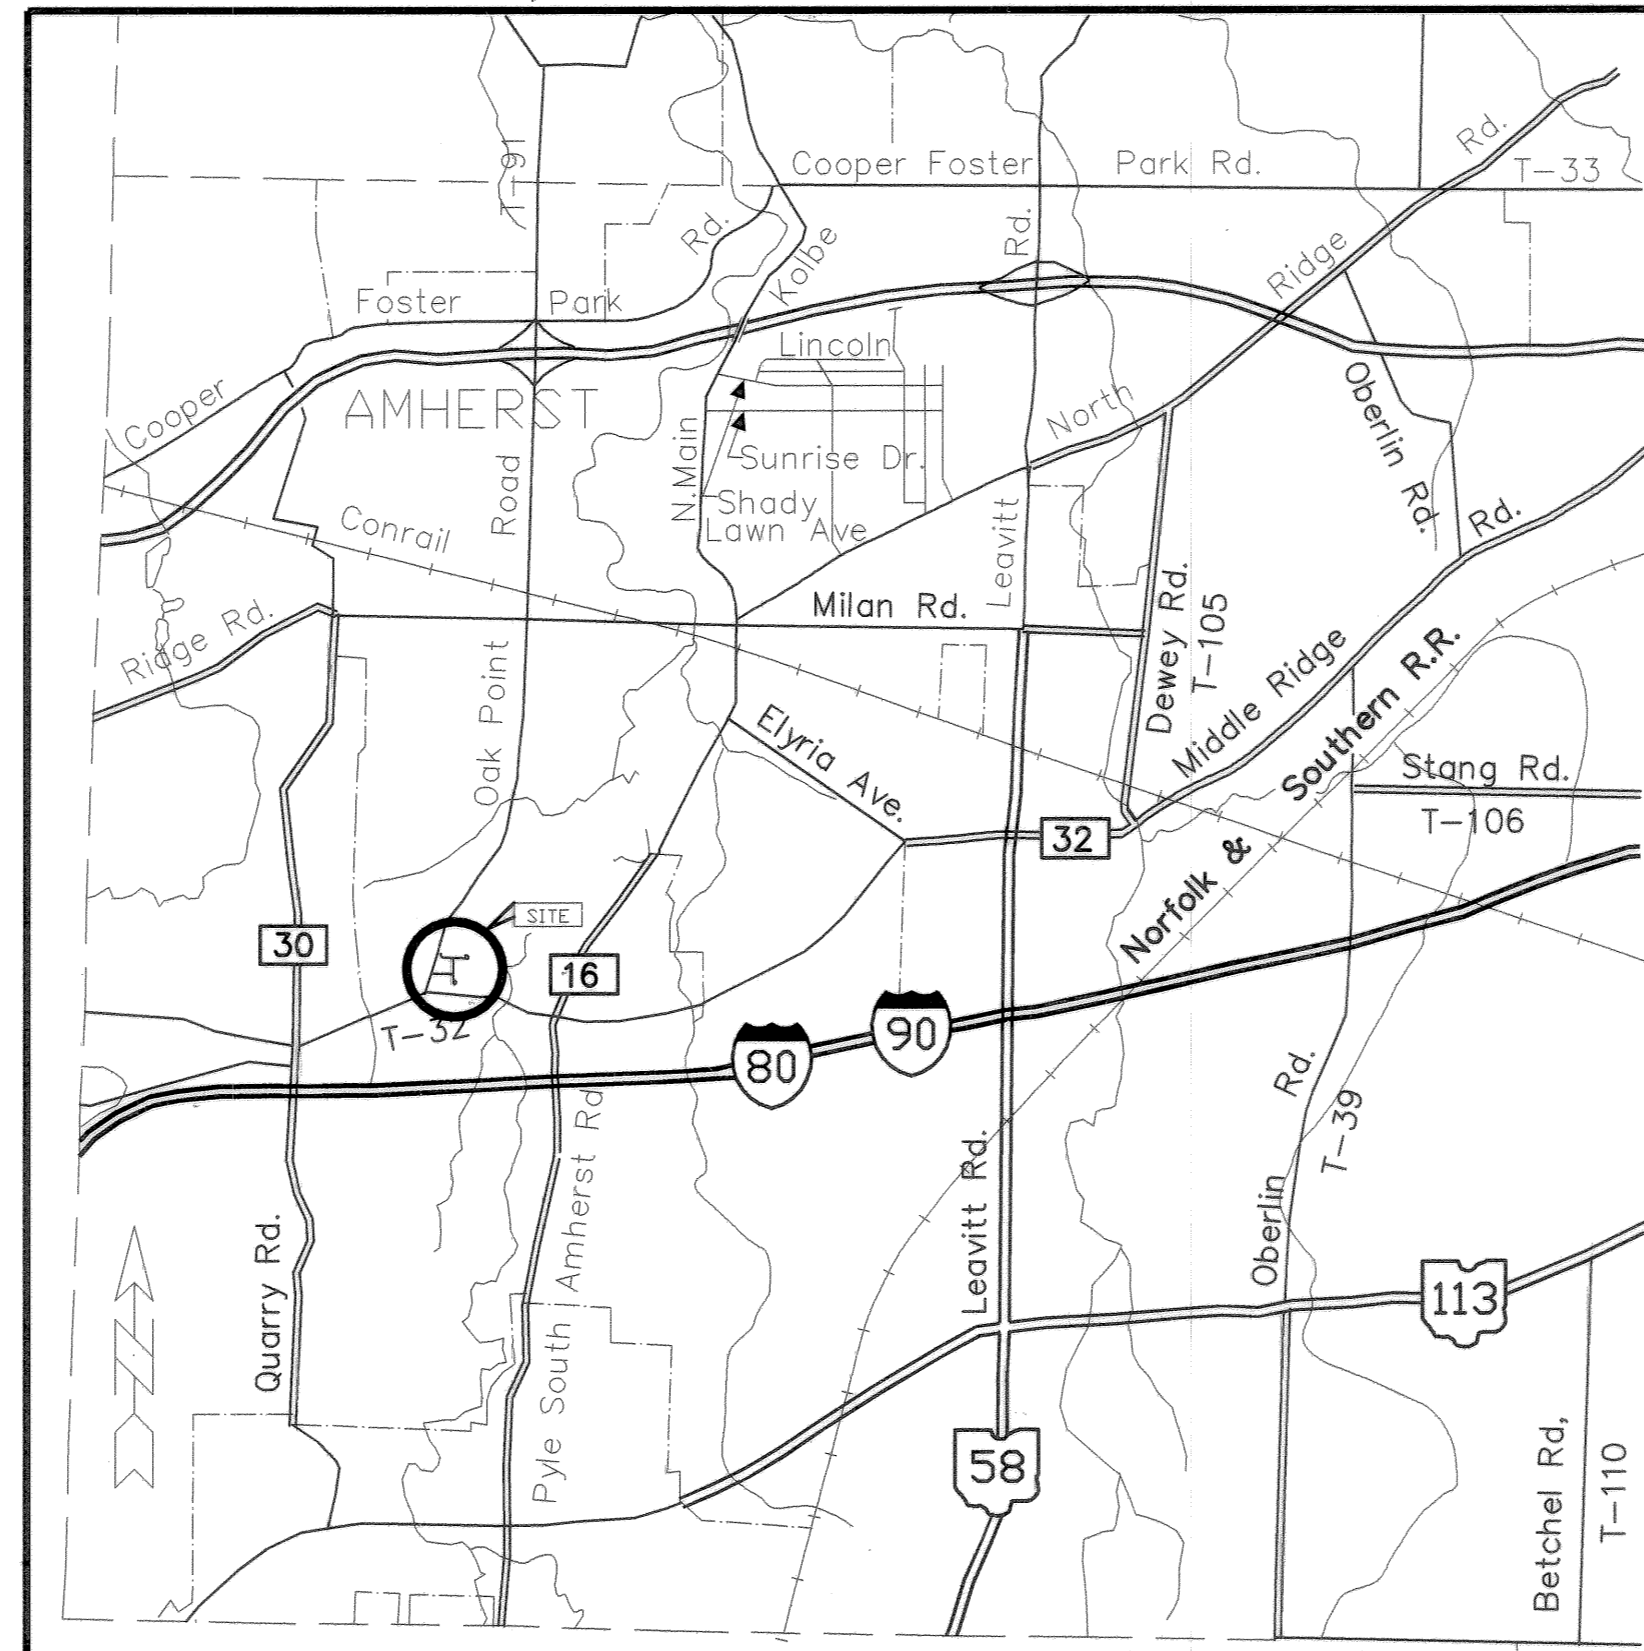 T-91
Cooper Foster
Park Rd.
Rd.
T-33
Rd.
Kolbe
Rd.
Ridge
Foster
Park
Lincoln
Cooper
AMHERST
North
Oberlin Rd.
N.Main
Sunrise Dr.
Road
Shady
Lawn Ave
Conrail
Leavitt
Rd.
Milan Rd.
Dewey Rd.
T-105
Ridge Rd.
Oak Point
Middle Ridge
Elyria Ave.
Norfolk & Southern R.R.
Stang Rd.
T-106
32
SITE
30
16
T-32
90
80
Rd.
T-39
Quarry Rd.
Pyle South Amherst Rd
Leavitt Rd.
Oberlin
113
N
58
Betchel Rd,
T-110